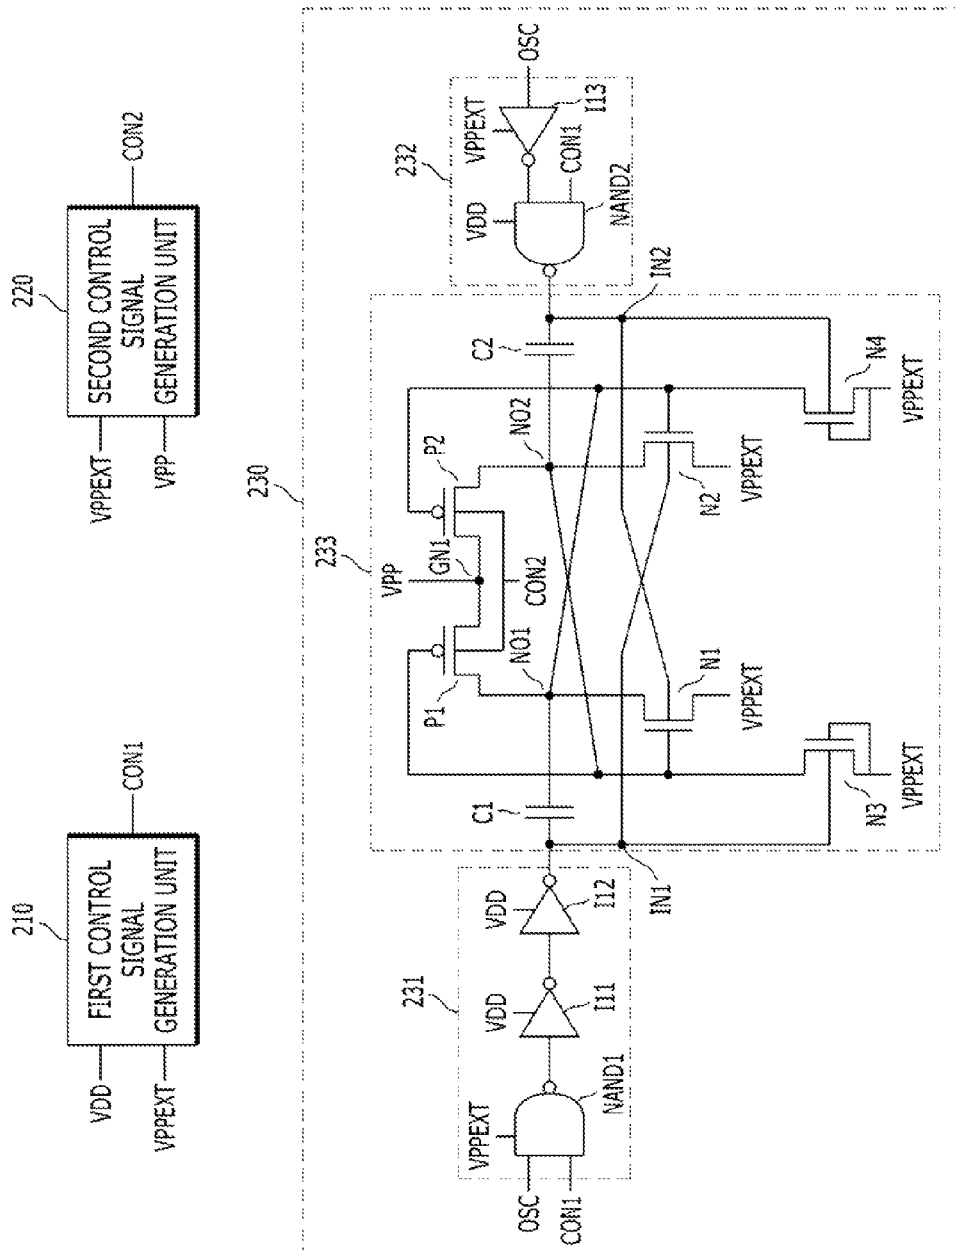 210
FIRST CONTROL
SIGNAL
GENERATION UNIT
VDD
VPPEXT
CON1
220
SECOND CONTROL
SIGNAL
GENERATION UNIT
VPPEXT
VPP
CON2
230
233
VPP
GN1
P1
P2
CON2
NO1
NO2
C1
C2
N1
VPPEXT
N2
VPPEXT
N3
VPPEXT
N4
VPPEXT
IN1
IN2
231
VPPEXT
OSC
CON1
NAND1
VDD
I11
VDD
I12
232
VDD
NAND2
CON1
VPPEXT
I13
OSC